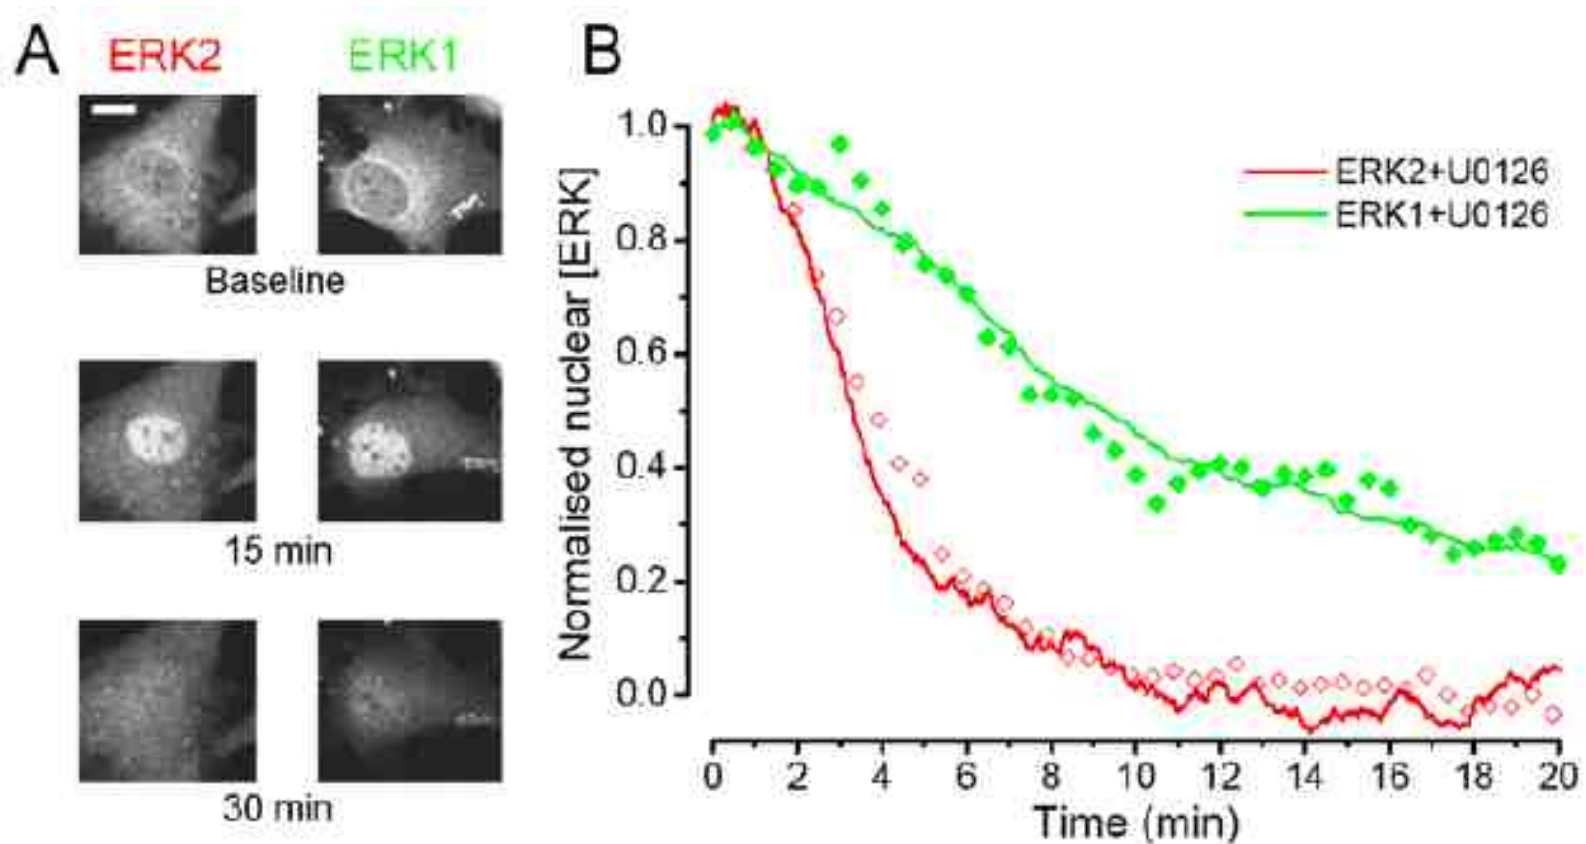 A
ERK2
ERK1
Baseline
15 min
30 min
B
Normalised nuclear [ERK]
1.0
0.8
0.6
0.4
0.2
0.0
ERK2+U0126
ERK1+U0126
0 2 4 6 8 10 12 14 16 18 20
Time (min)